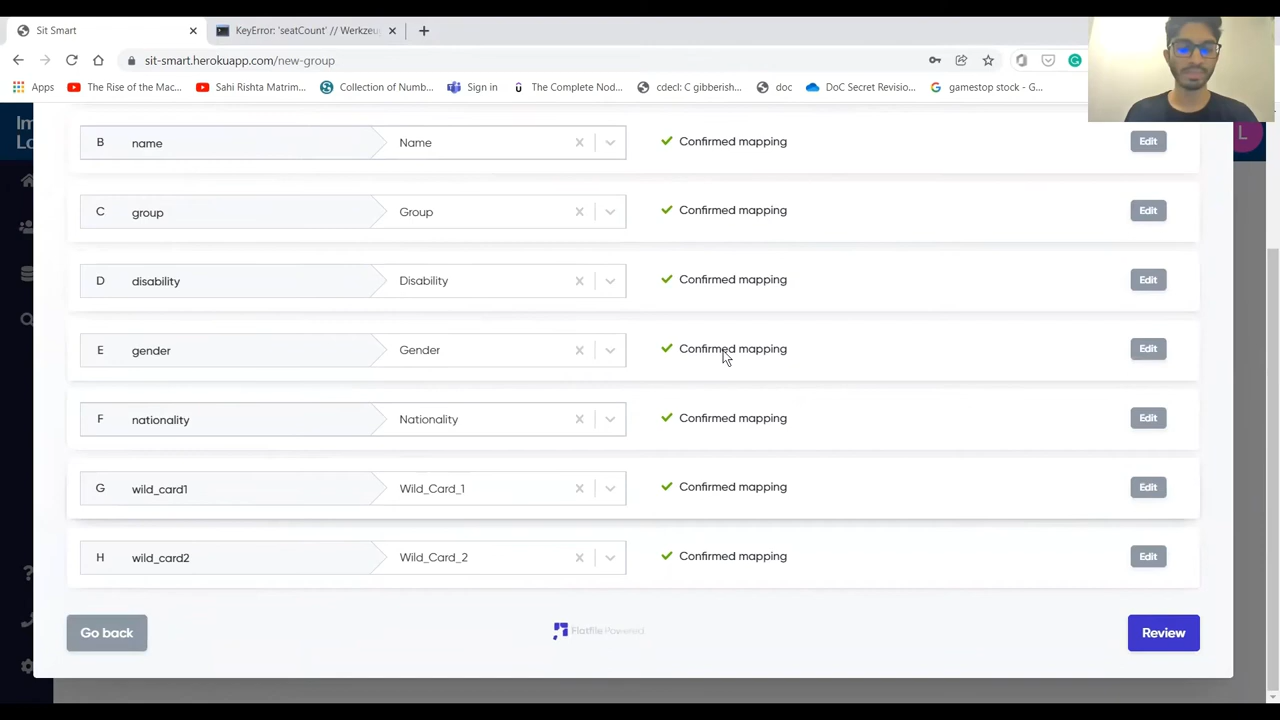 Sit Smart
KeyError: 'seatCount' // Werkzeu
sit-smart.herokuapp.com/new-group
Apps
The Rise of the Mac...
Sahi Rishta Matrim...
Collection of Numb...
Sign in
The Complete Nod...
cdecl: C gibberish...
doc
DoC Secret Revisio...
gamestop stock - G...
Im
Lo
L
B name Name Confirmed mapping Edit
C group Group Confirmed mapping Edit
D disability Disability Confirmed mapping Edit
E gender Gender Confirmed mapping Edit
F nationality Nationality Confirmed mapping Edit
G wild_card1 Wild_Card_1 Confirmed mapping Edit
H wild_card2 Wild_Card_2 Confirmed mapping Edit
Go back
Flatfile Powered
Review